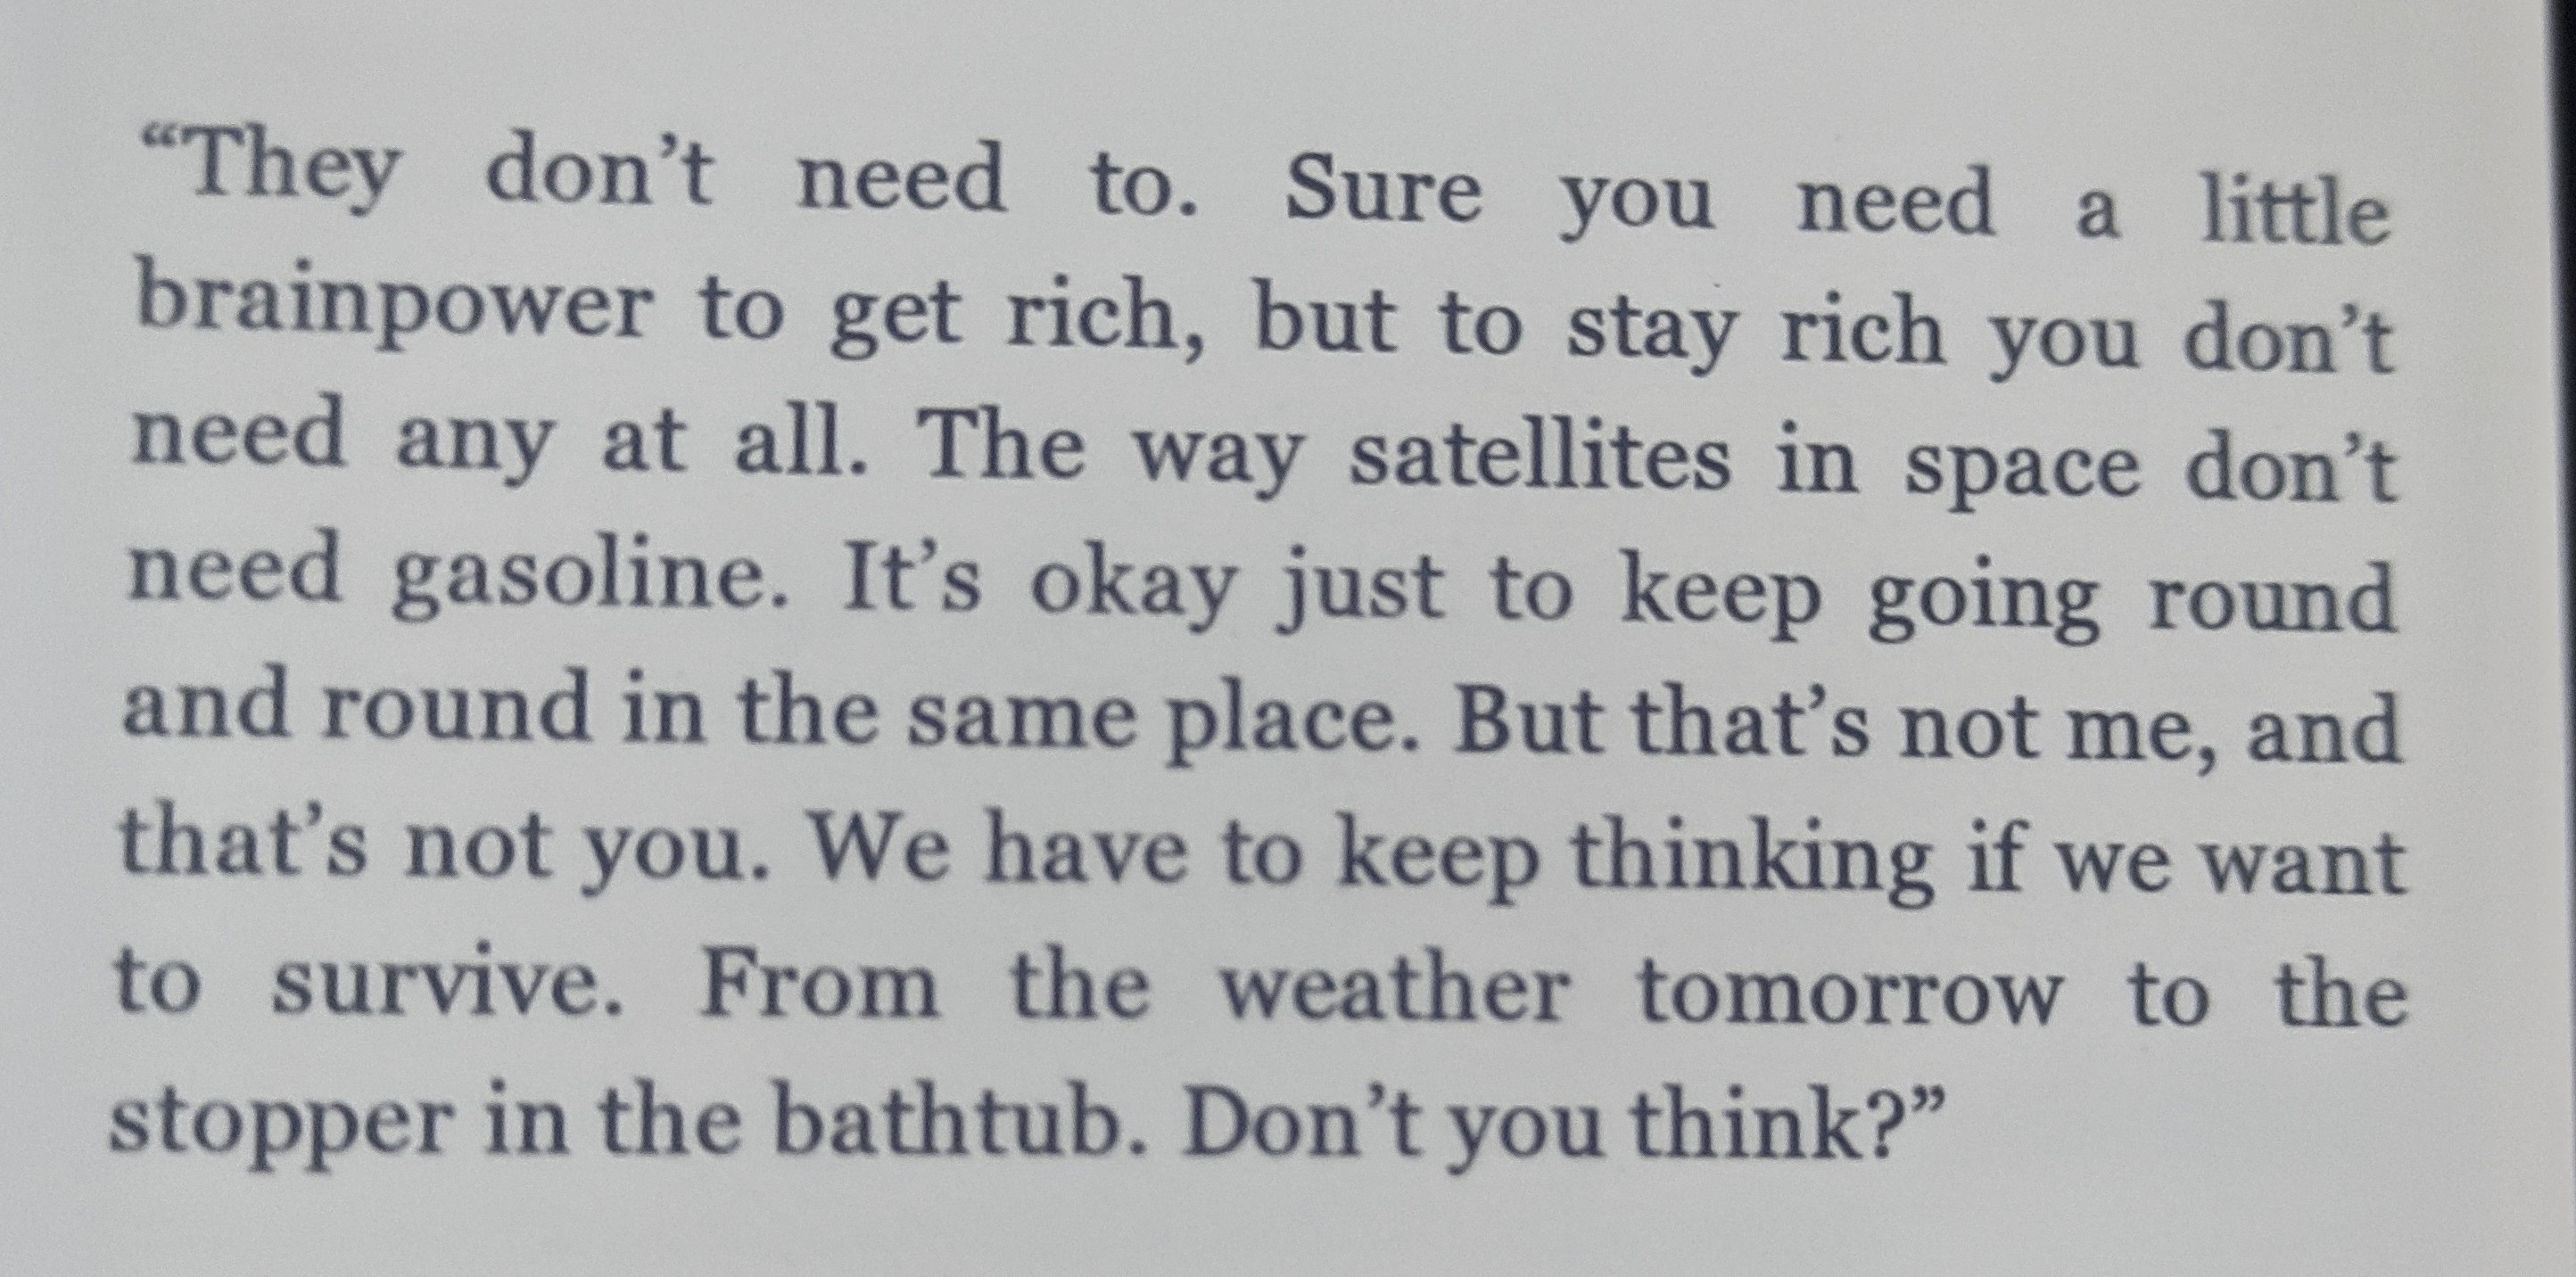 “They don’t need to. Sure you need a little
brainpower to get rich, but to stay rich you don’t
need any at all. The way satellites in space don’t
need gasoline. It’s okay just to keep going round
and round in the same place. But that’s not me, and
that’s not you. We have to keep thinking if we want
to survive. From the weather tomorrow to the
stopper in the bathtub. Don’t you think?”